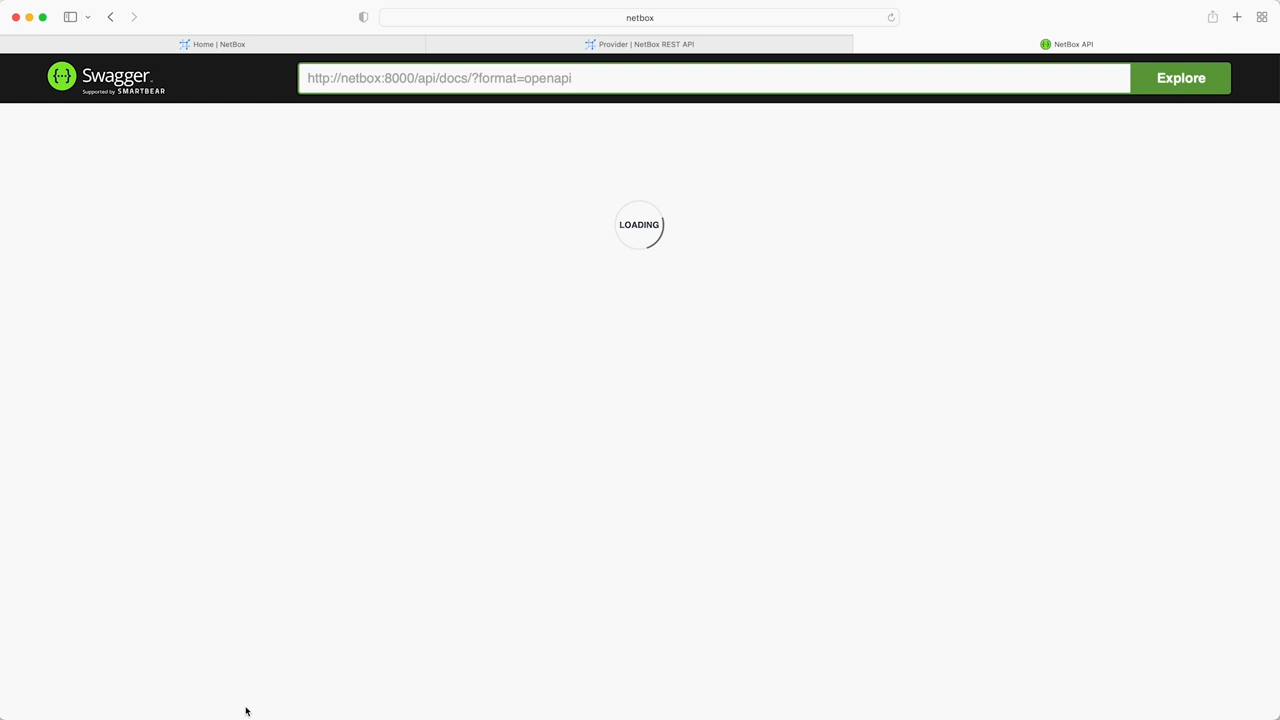 netbox
Home | NetBox
Provider | NetBox REST API
NetBox API
{···} Swagger
Supported by SMARTBEAR
http://netbox:8000/api/docs/?format=openapi
Explore
LOADING